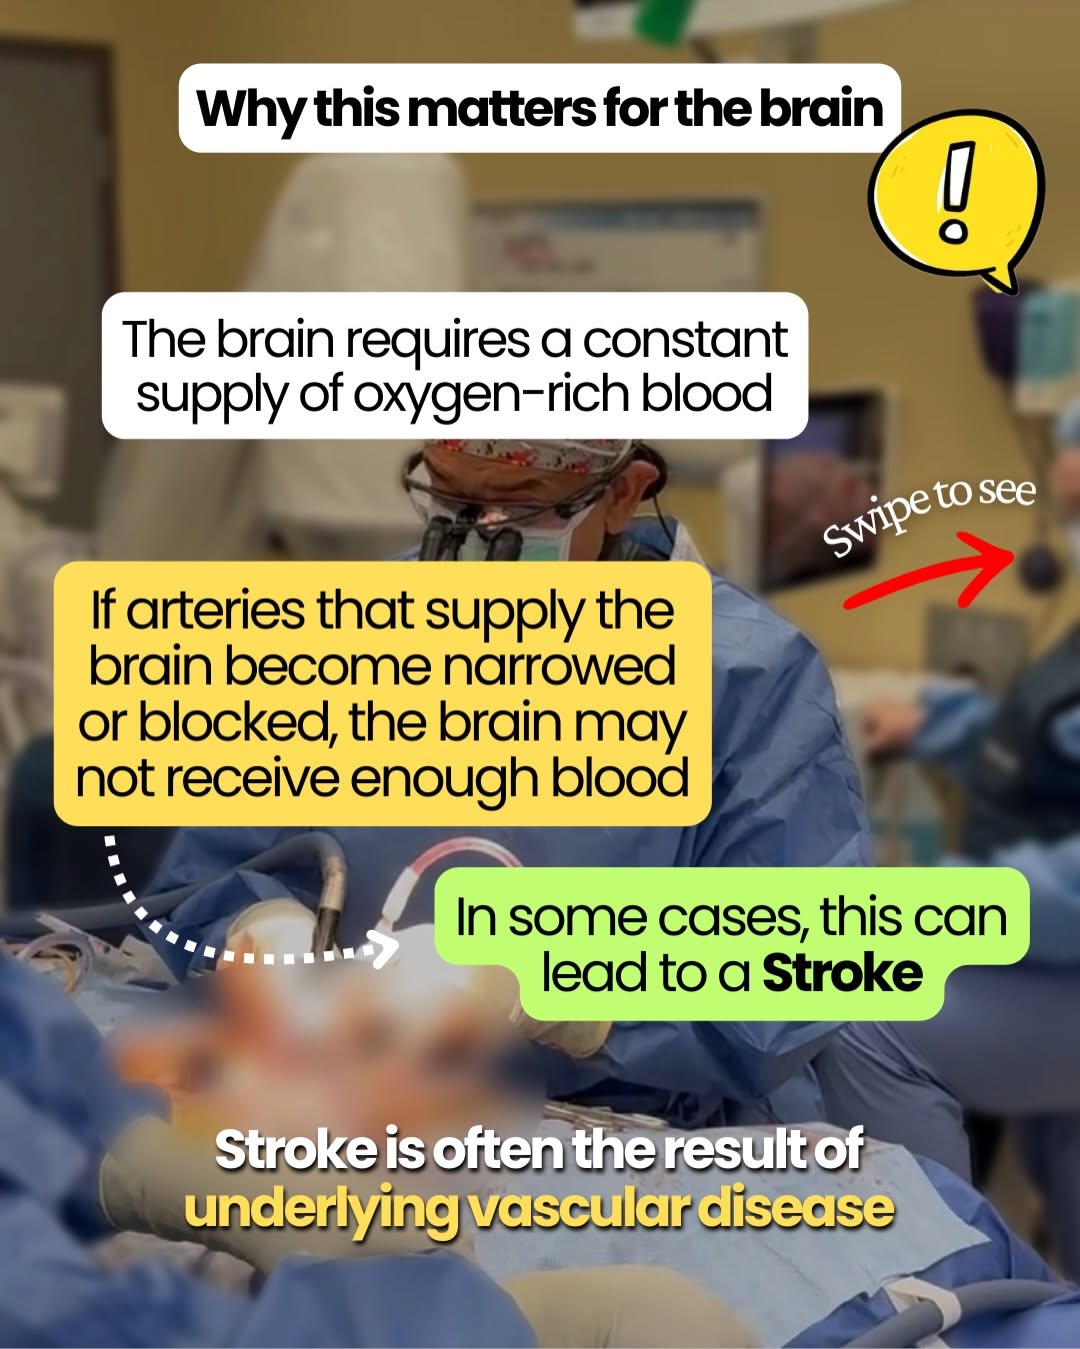 Why this matters for the brain
The brain requires a constant
supply of oxygen-rich blood
Swipe to see
If arteries that supply the
brain become narrowed
or blocked, the brain may
not receive enough blood
In some cases, this can
lead to a Stroke
Stroke is often the result of
underlying vascular disease